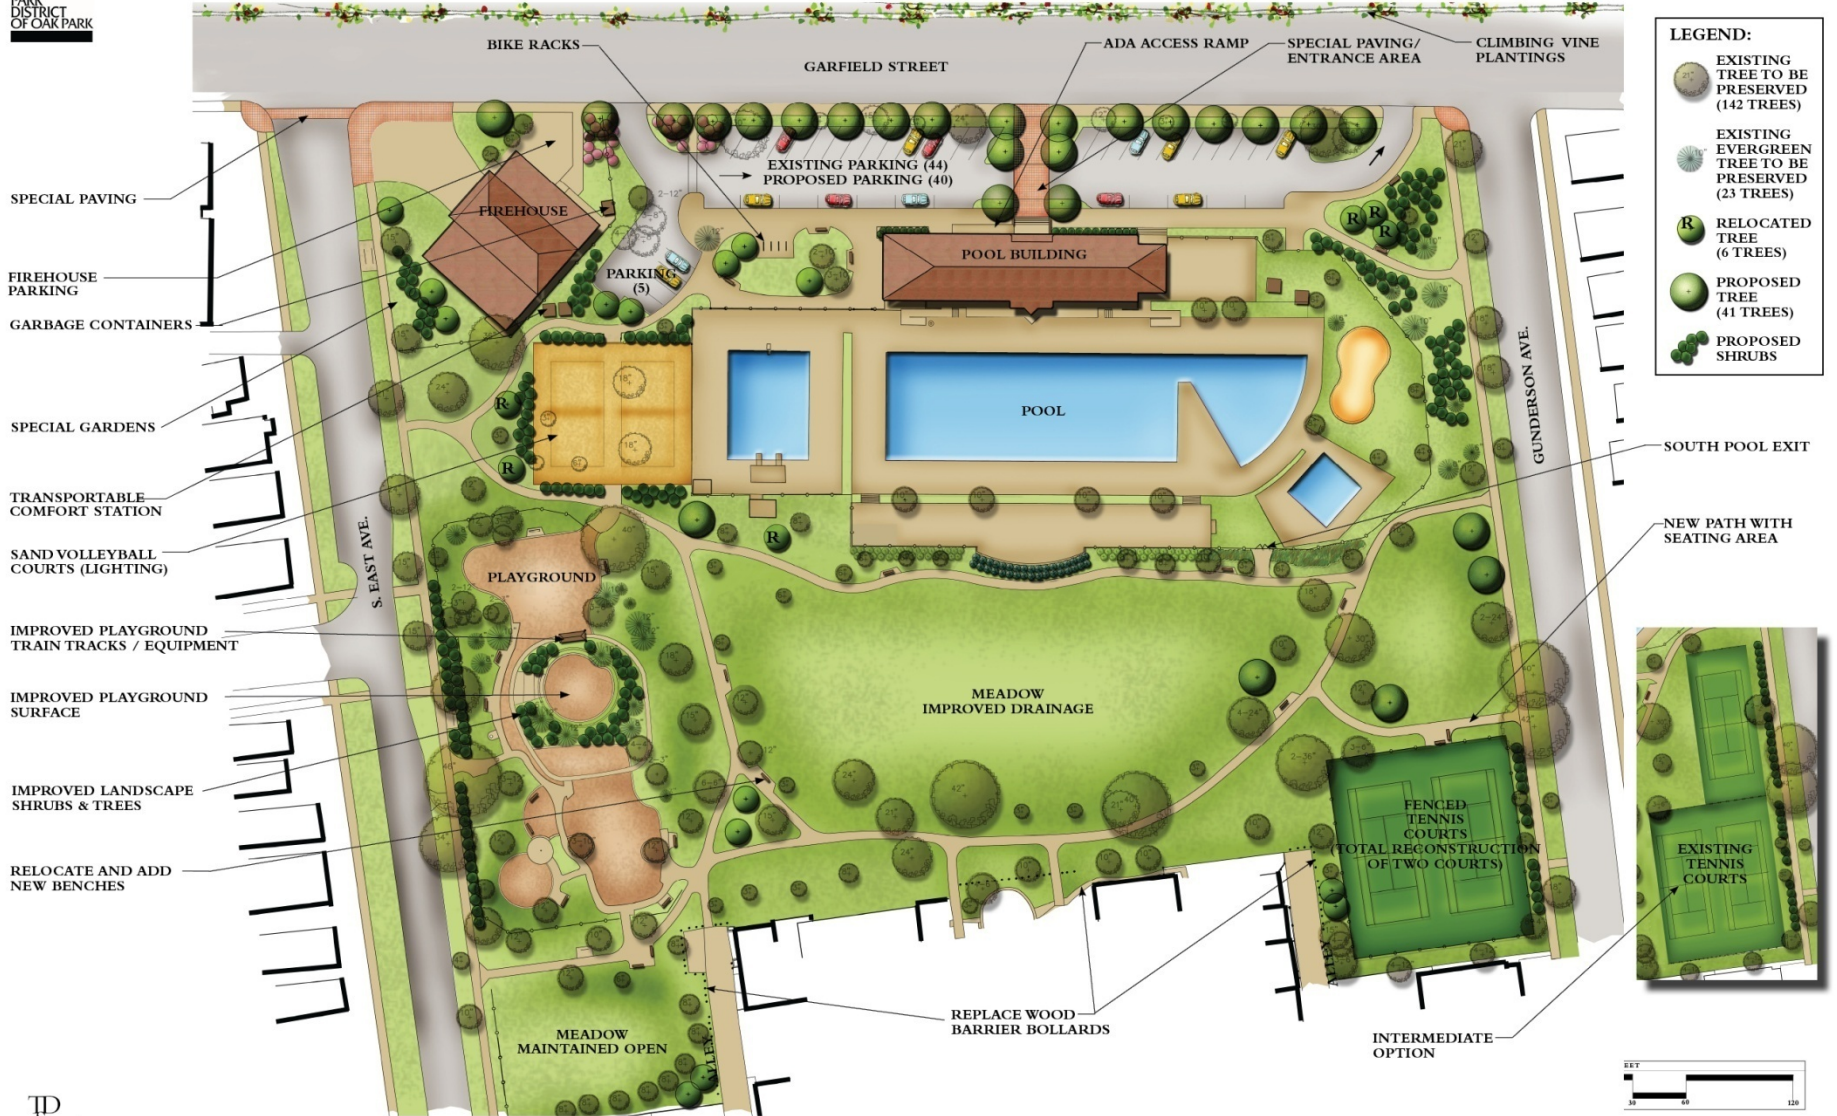 PARK
DISTRICT
OF OAK PARK
BIKE RACKS
GARFIELD STREET
ADA ACCESS RAMP
SPECIAL PAVING/
ENTRANCE AREA
CLIMBING VINE
PLANTINGS
LEGEND:
EXISTING
TREE TO BE
PRESERVED
(142 TREES)
EXISTING
EVERGREEN
TREE TO BE
PRESERVED
(23 TREES)
R
RELOCATED
TREE
(6 TREES)
PROPOSED
TREE
(41 TREES)
PROPOSED
SHRUBS
EXISTING PARKING (44)
PROPOSED PARKING (40)
SPECIAL PAVING
FIREHOUSE
R
R
R
POOL BUILDING
PARKING
(5)
FIREHOUSE
PARKING
GARBAGE CONTAINERS
SPECIAL GARDENS
R
R
POOL
GUNDERSON AVE.
SOUTH POOL EXIT
TRANSPORTABLE
COMFORT STATION
S. EAST AVE.
R
NEW PATH WITH
SEATING AREA
SAND VOLLEYBALL
COURTS (LIGHTING)
PLAYGROUND
IMPROVED PLAYGROUND
TRAIN TRACKS / EQUIPMENT
IMPROVED PLAYGROUND
SURFACE
MEADOW
IMPROVED DRAINAGE
IMPROVED LANDSCAPE
SHRUBS & TREES
FENCED
TENNIS
COURTS
(TOTAL RECONSTRUCTION
OF TWO COURTS)
EXISTING
TENNIS
COURTS
RELOCATE AND ADD
NEW BENCHES
ALLEY
REPLACE WOOD
BARRIER BOLLARDS
MEADOW
MAINTAINED OPEN
ALLEY
INTERMEDIATE
OPTION
EET
30
60
120
TD